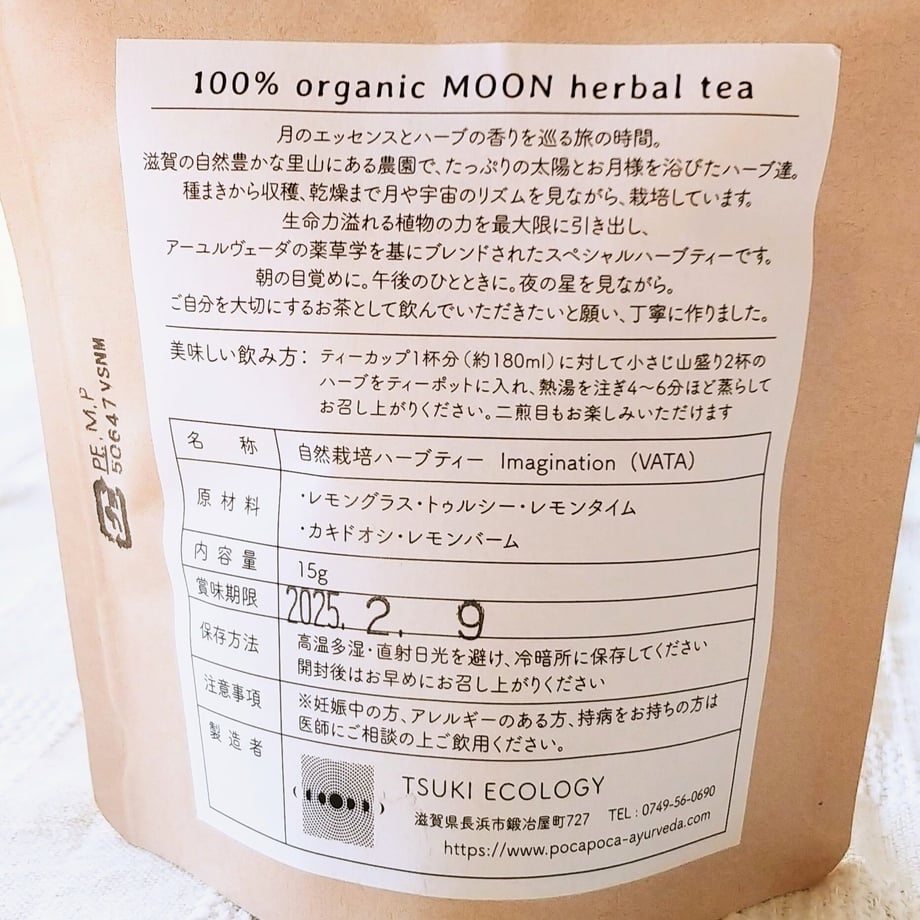 100% organic MOON herbal tea
月のエッセンスとハーブの香りを巡る旅の時間。
滋賀の自然豊かな里山にある農園で、たっぷりの太陽とお月様を浴びたハーブ達。
種まきから収穫、乾燥まで月や宇宙のリズムを見ながら、栽培しています。
生命力溢れる植物の力を最大限に引き出し、
アーユルヴェーダの薬草学を基にブレンドされたスペシャルハーブティーです。
朝の目覚めに。午後のひとときに。夜の星を見ながら。
ご自分を大切にするお茶として飲んでいただきたいと願い、丁寧に作りました。
美味しい飲み方： ティーカップ1杯分（約180ml）に対して小さじ山盛り2杯の
ハーブをティーポットに入れ、熱湯を注ぎ4～6分ほど蒸らして
お召し上がりください。二煎目もお楽しみいただけます
名称 自然栽培ハーブティー Imagination（VATA）
原材料 ・レモングラス・トゥルシー・レモンタイム
・カキドオシ・レモンバーム
内容量 15g
賞味期限 2025. 2. 9
保存方法 高温多湿・直射日光を避け、冷暗所に保存してください
開封後はお早めにお召し上がりください
注意事項 ※妊娠中の方、アレルギーのある方、持病をお持ちの方は
医師にご相談の上ご飲用ください。
製造者 TSUKI ECOLOGY
滋賀県長浜市鍛冶屋町727 TEL : 0749-56-0690
https://www.pocapoca-ayurveda.com
プラ
PE, M, P
50647VSNM